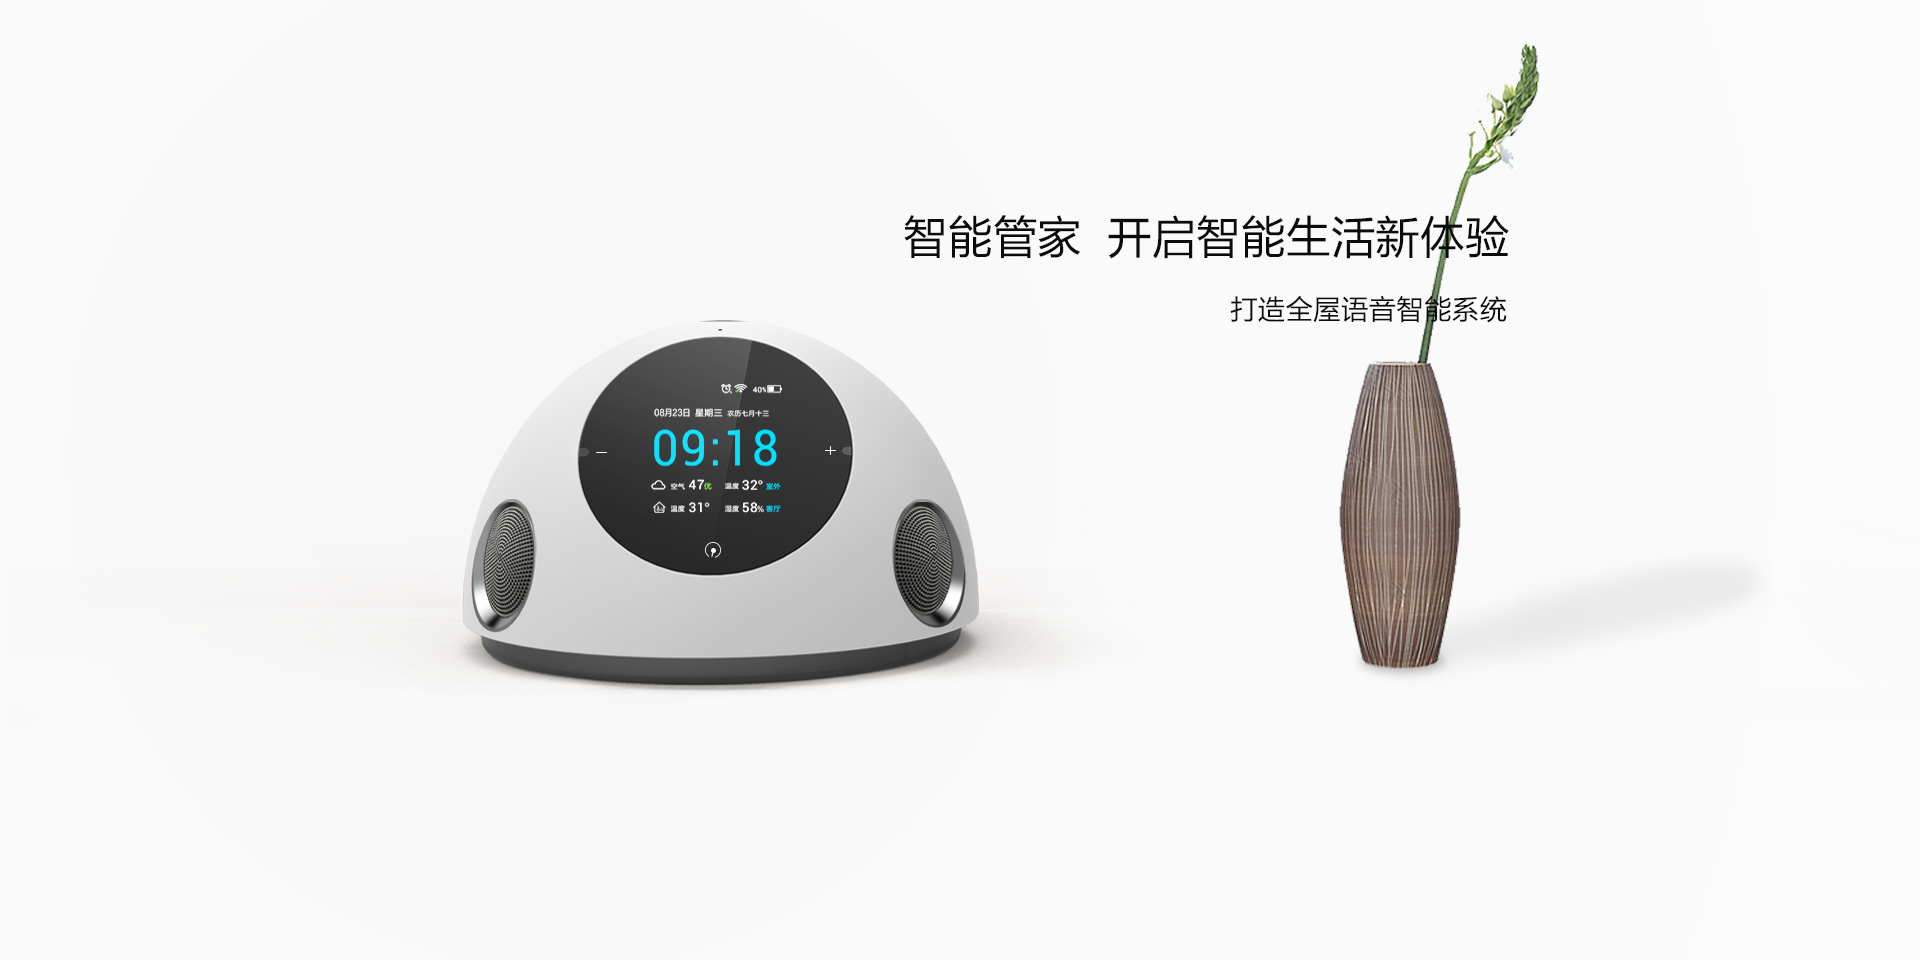 智能管家 开启智能生活新体验
打造全屋语音智能系统
40%
08月23日 星期三 农历七月十三
09:18
空气 47优 温度 32° 室外
温度 31° 湿度 58% 客厅